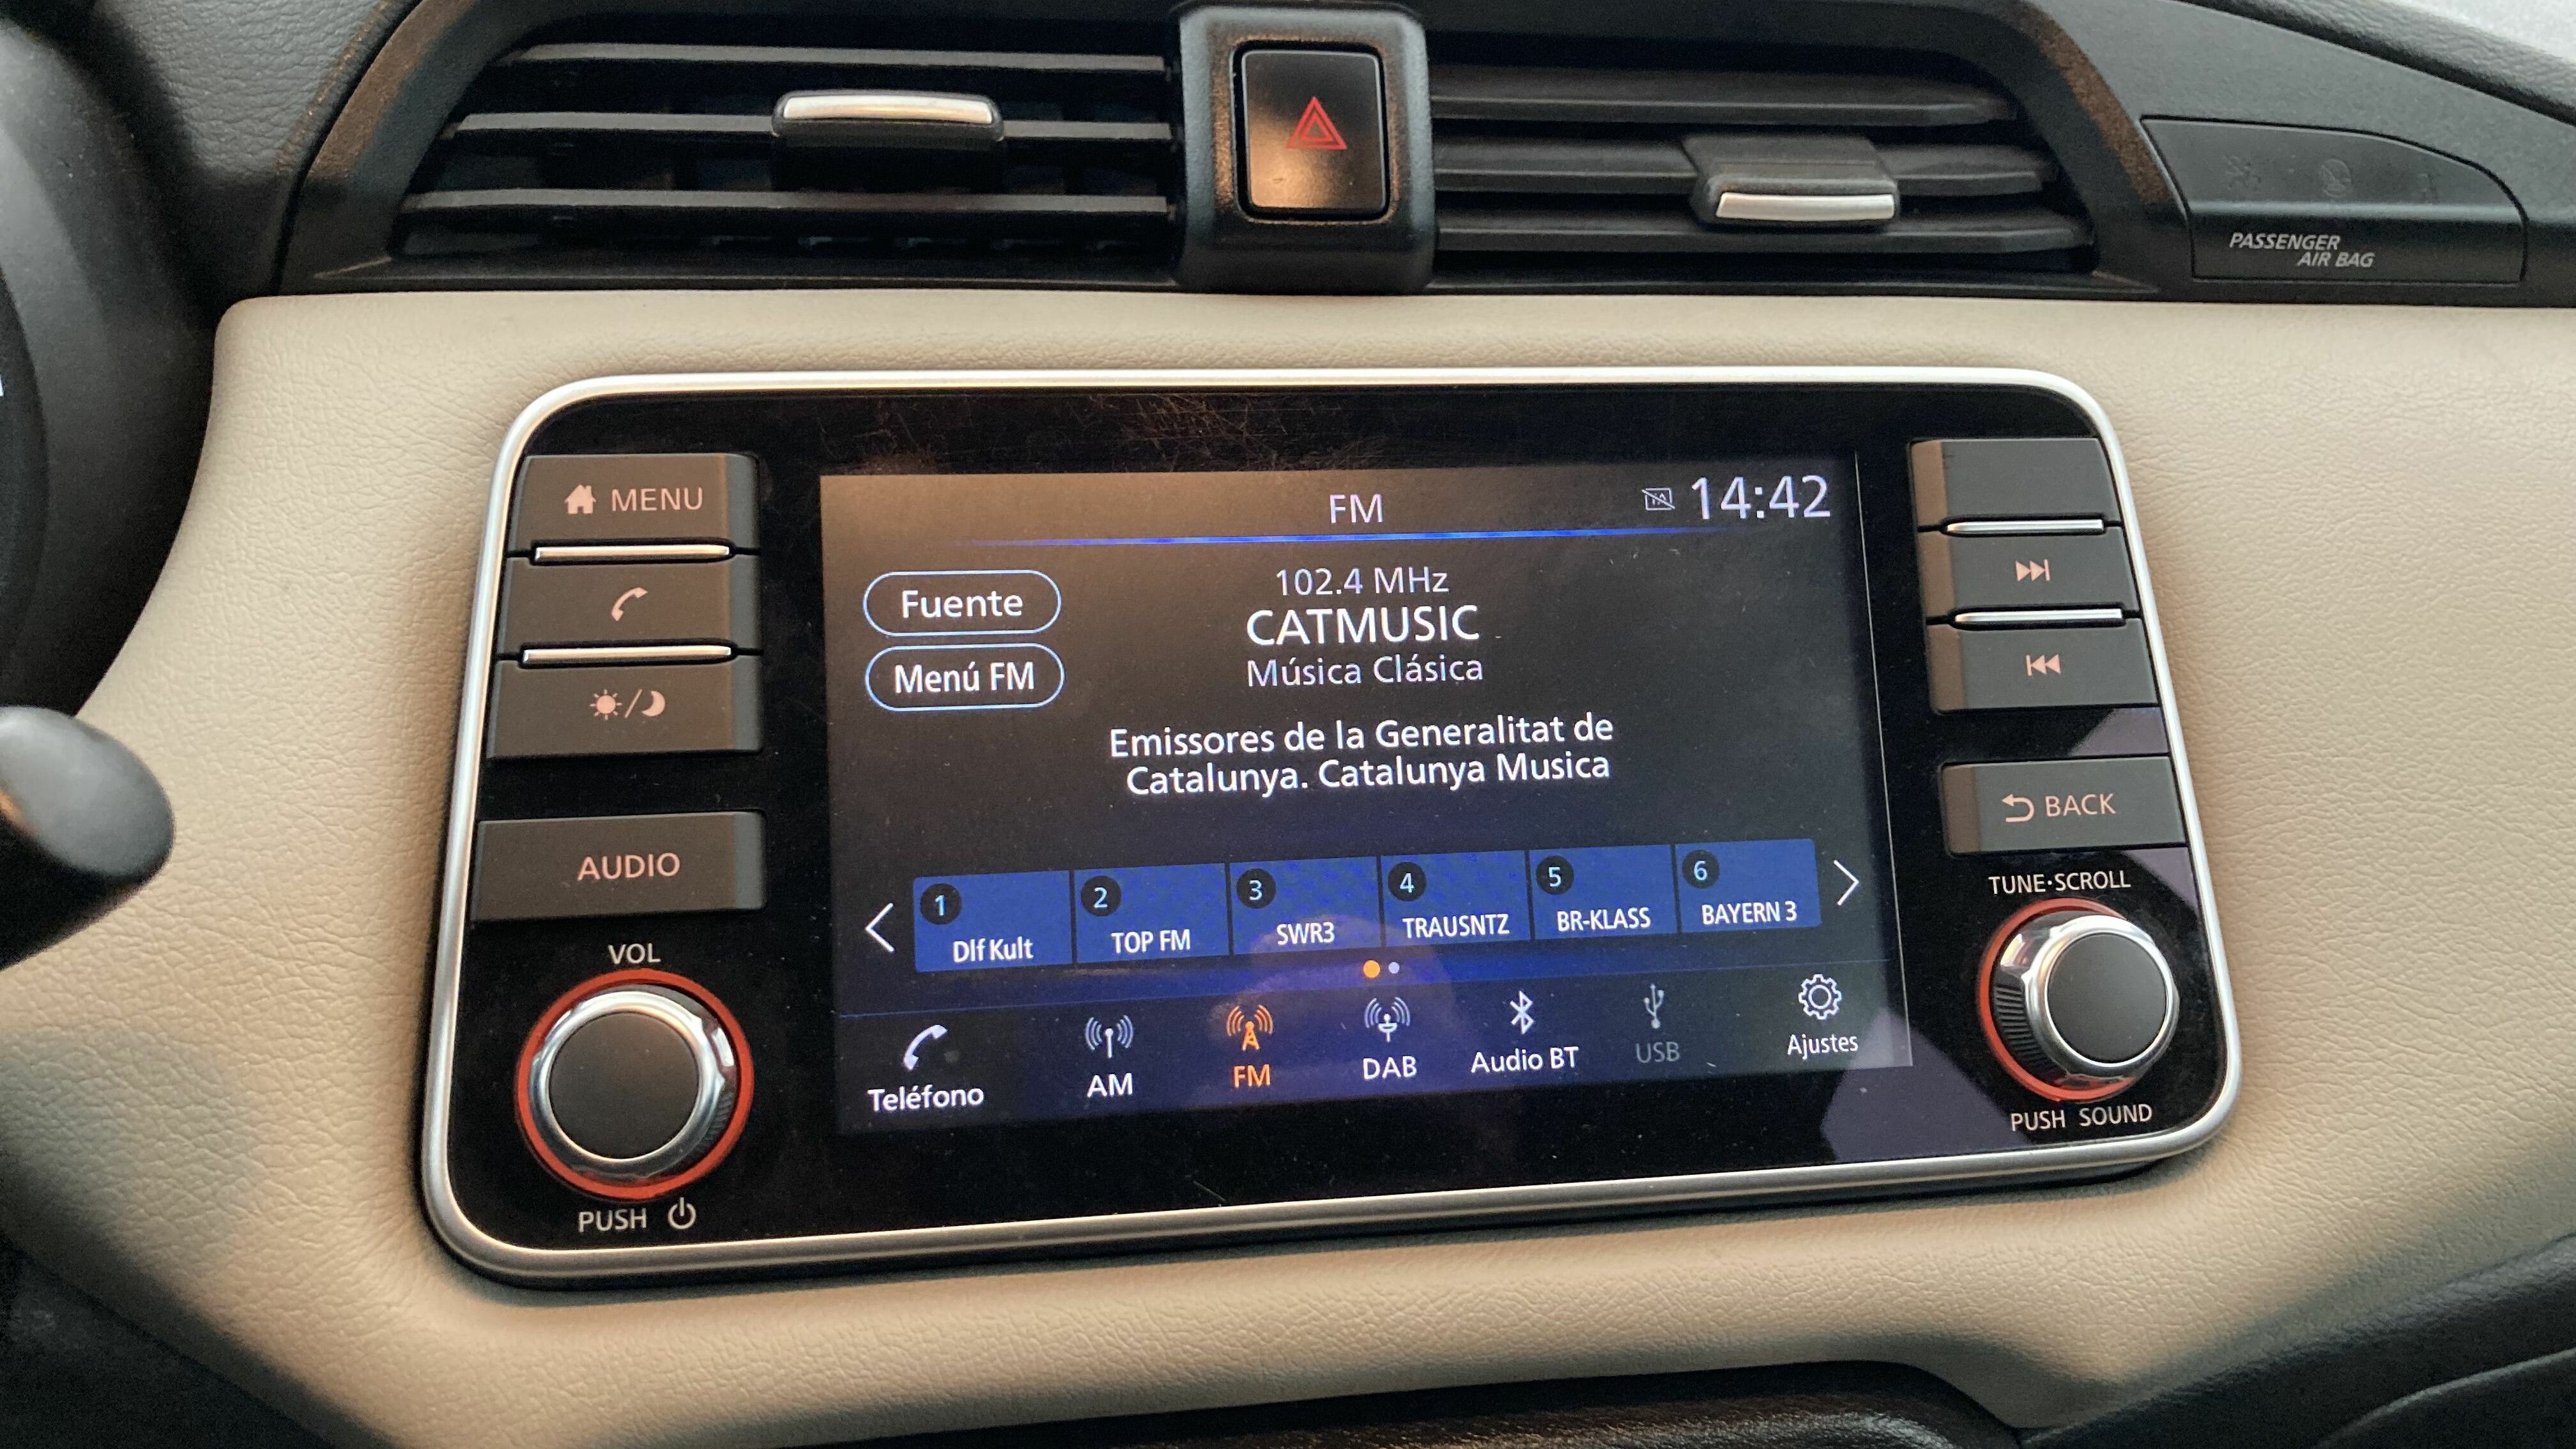 PASSENGER
AIR BAG
MENU
FM
TA
14:42
102.4 MHz
Fuente
CATMUSIC
Menú FM
Música Clásica
Emissores de la Generalitat de
Catalunya. Catalunya Musica
BACK
AUDIO
TUNE·SCROLL
1 Dlf Kult
2 TOP FM
3 SWR3
4 TRAUSNTZ
5 BR-KLASS
6 BAYERN 3
VOL
Teléfono
AM
FM
DAB
Audio BT
USB
Ajustes
PUSH SOUND
PUSH